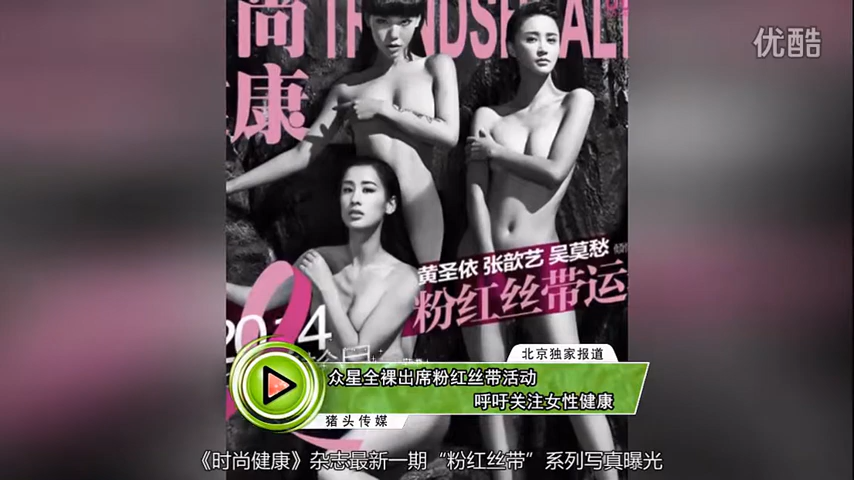 尚
TRENDSHEALT
优酷
康
黄圣依 张歆艺 吴莫愁
粉红丝带运
2014
北京独家报道
众星全裸出席粉红丝带活动
呼吁关注女性健康
猪头传媒
《时尚健康》杂志最新一期“粉红丝带”系列写真曝光